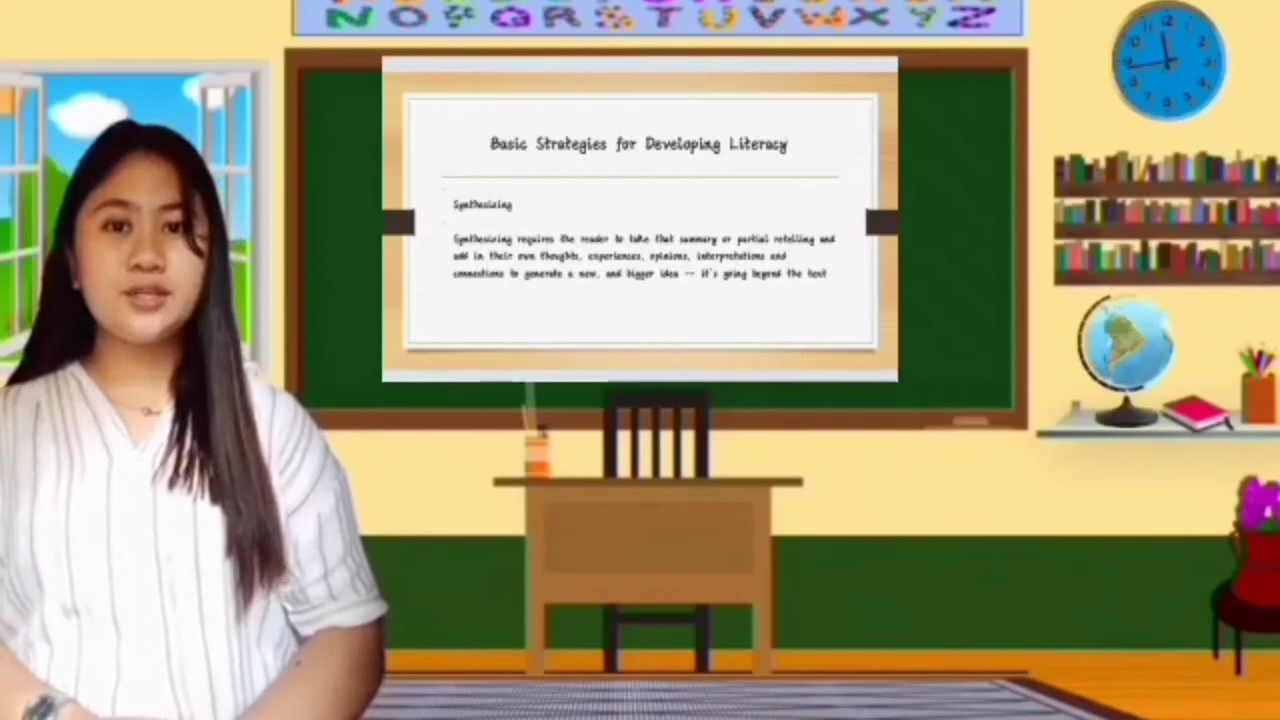 N O P Q R S T U V W X Y Z
Basic Strategies for Developing Literacy
Synthesizing
Synthesizing requires the reader to take that summary or partial retelling and
add in their own thoughts, experiences, opinions, interpretations and
connections to generate a new, and bigger idea -- it's going beyond the text